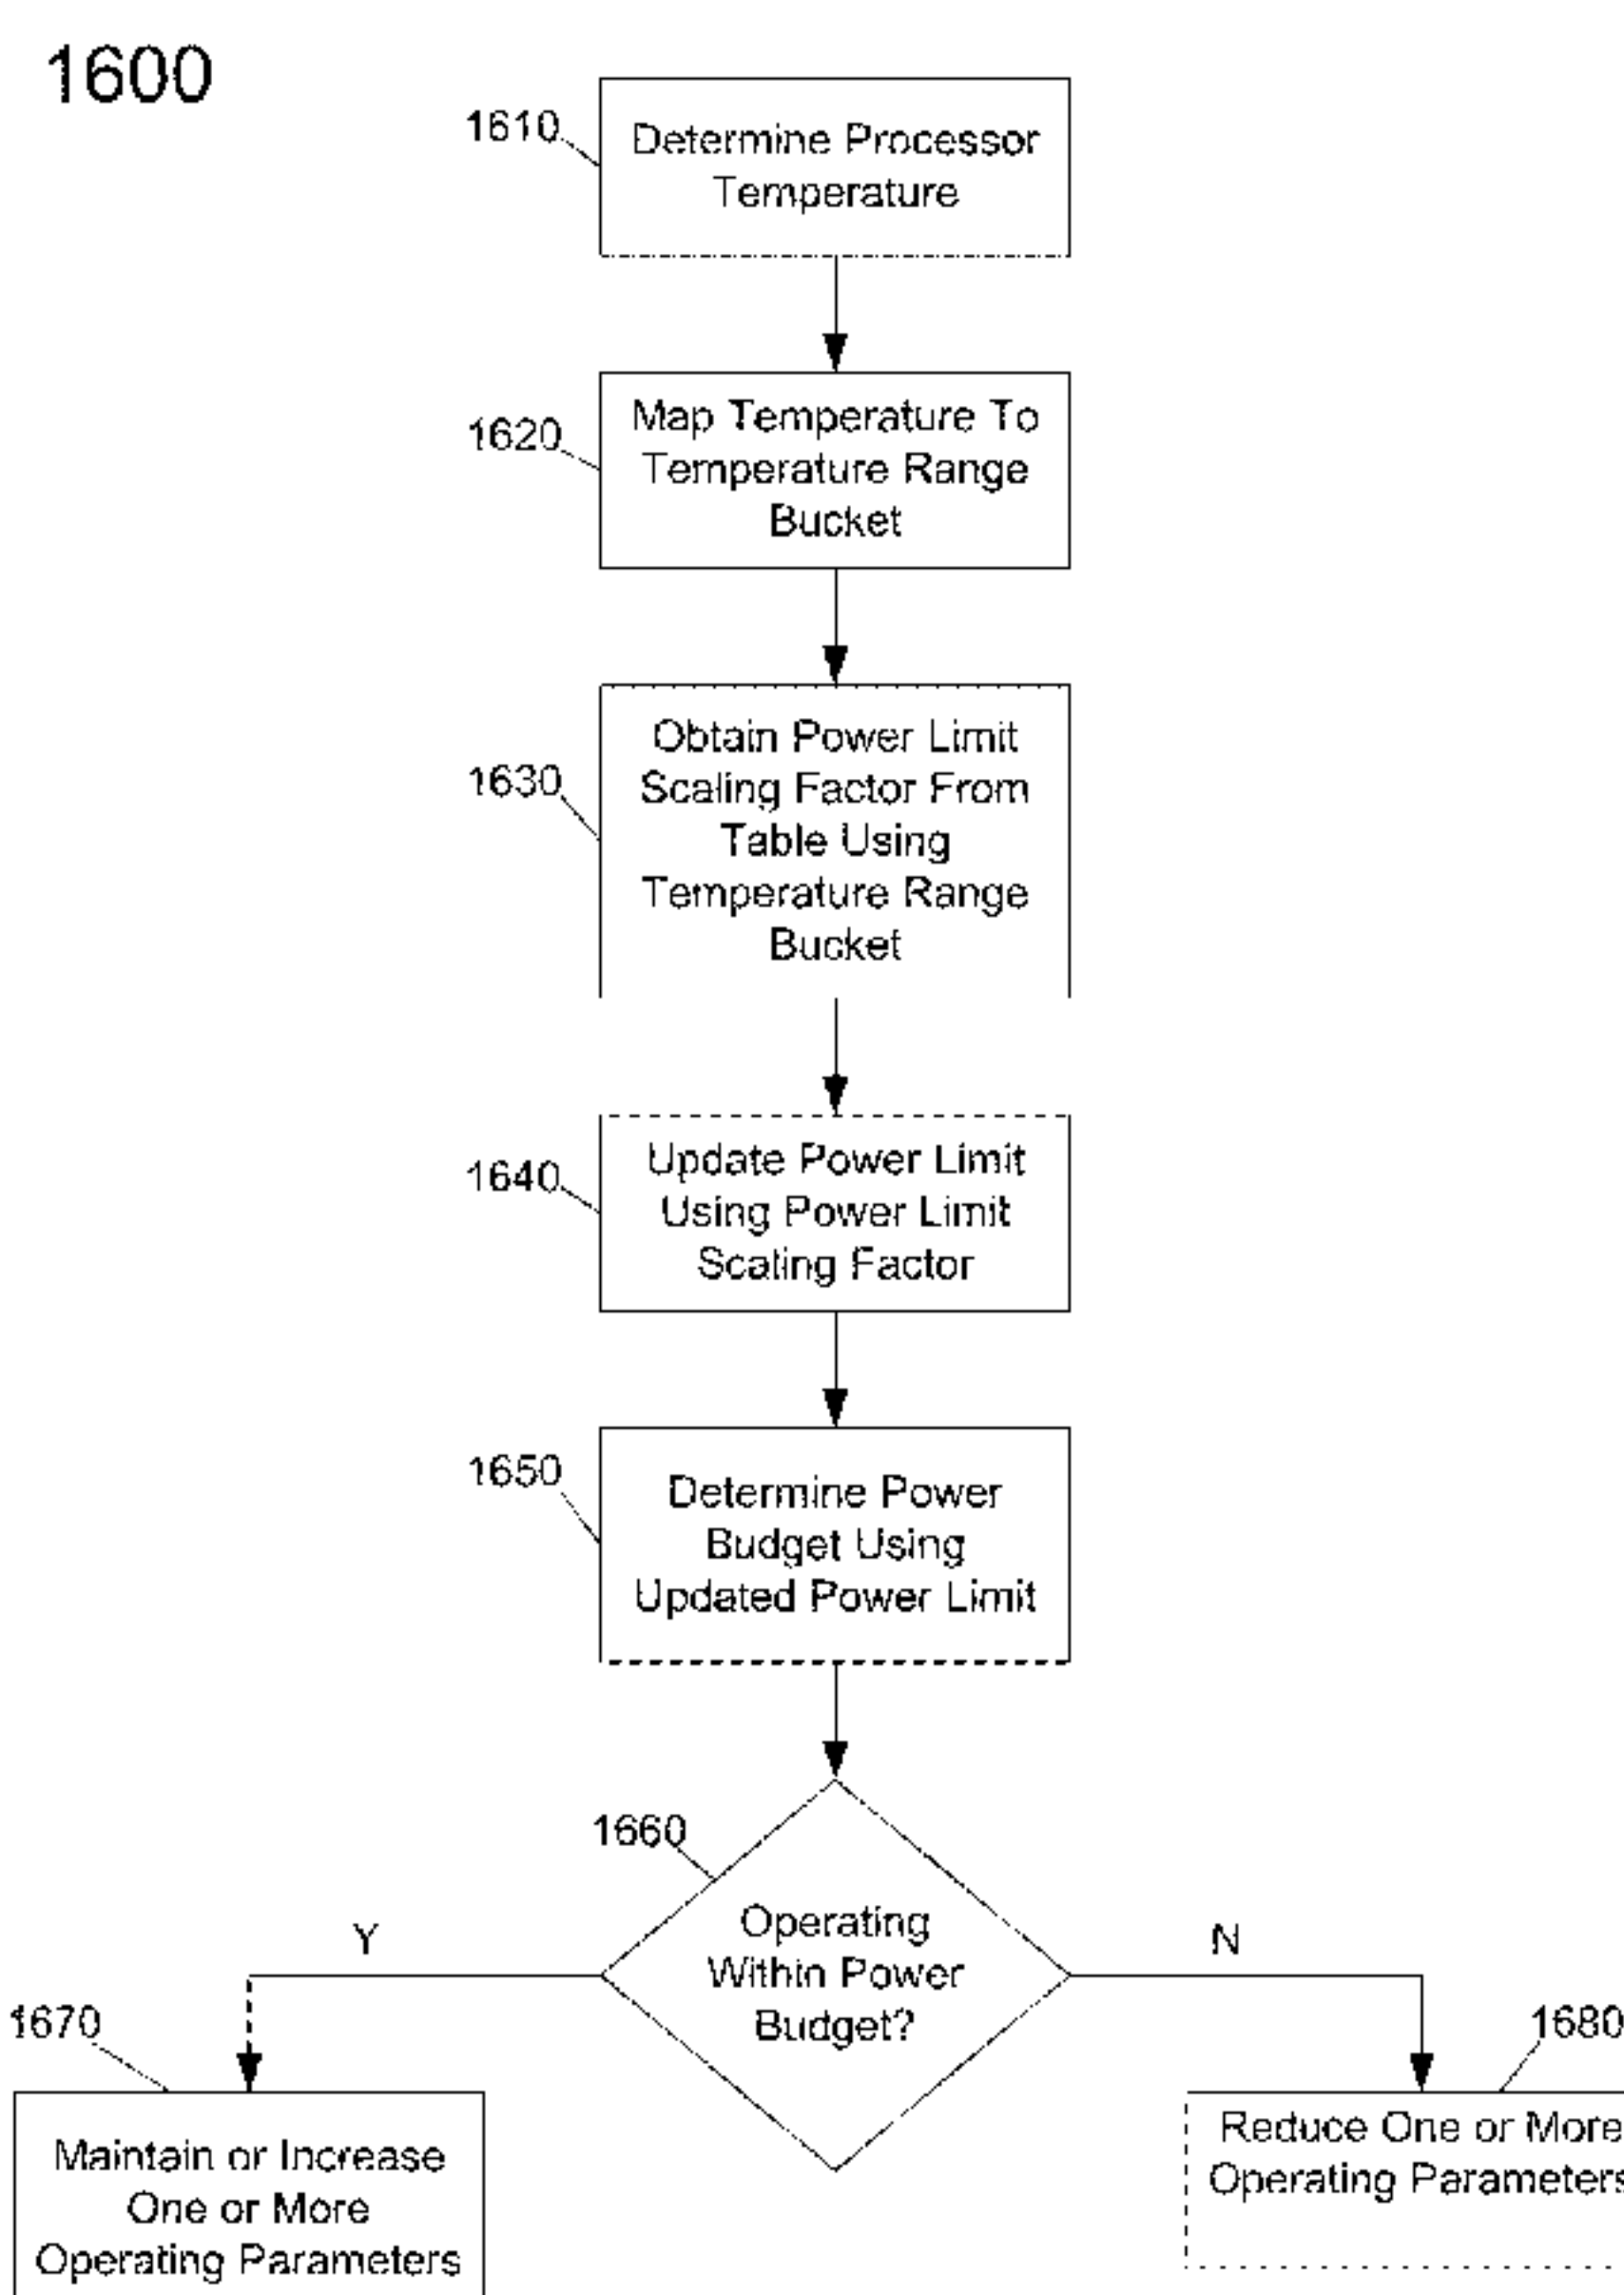 1600
1610
Determine Processor
Temperature
1620
Map Temperature To
Temperature Range
Bucket
1630
Obtain Power Limit
Scaling Factor From
Table Using
Temperature Range
Bucket
1640
Update Power Limit
Using Power Limit
Scaling Factor
1650
Determine Power
Budget Using
Updated Power Limit
1660
Operating
Within Power
Budget?
Y
N
1670
Maintain or Increase
One or More
Operating Parameters
1680
Reduce One or More
Operating Parameters